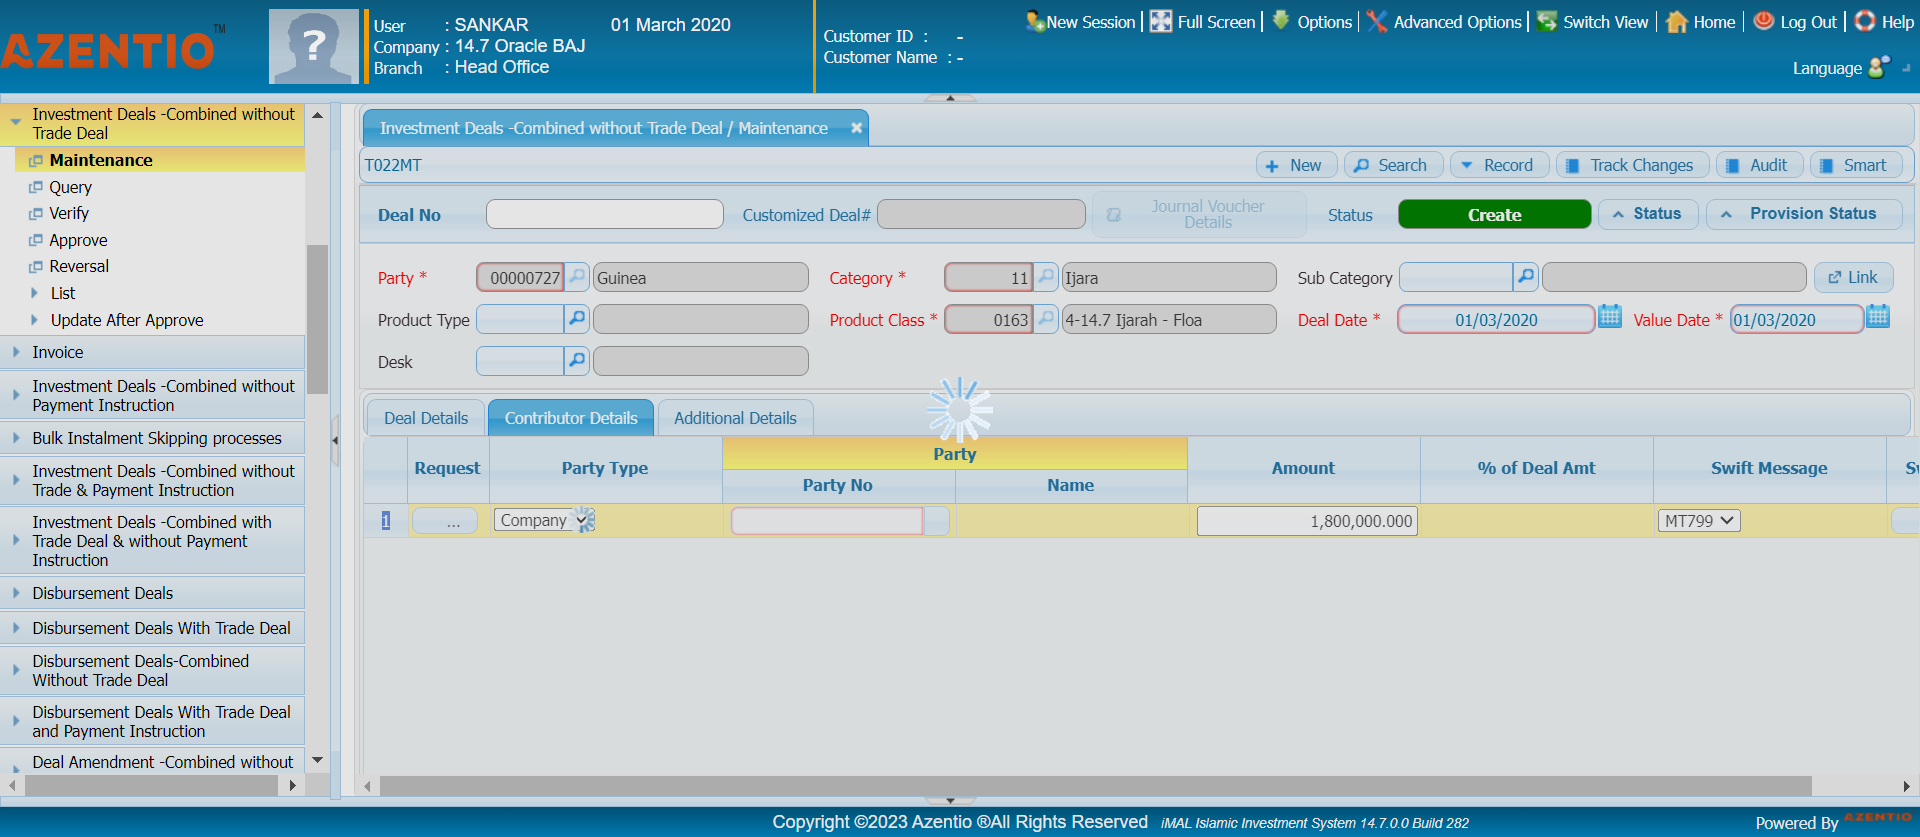 AZENTIO TM
User : SANKAR 01 March 2020
Company : 14.7 Oracle BAJ
Branch : Head Office
Customer ID : -
Customer Name : -
New Session | Full Screen | Options | Advanced Options | Switch View | Home | Log Out | Help
Language
Investment Deals -Combined without
Trade Deal
Maintenance
Query
Verify
Approve
Reversal
List
Update After Approve
Invoice
Investment Deals -Combined without
Payment Instruction
Bulk Instalment Skipping processes
Investment Deals -Combined without
Trade & Payment Instruction
Investment Deals -Combined with
Trade Deal & without Payment
Instruction
Disbursement Deals
Disbursement Deals With Trade Deal
Disbursement Deals-Combined
Without Trade Deal
Disbursement Deals With Trade Deal
and Payment Instruction
Deal Amendment -Combined without
Investment Deals -Combined without Trade Deal / Maintenance
T022MT New Search Record Track Changes Audit Smart
Deal No Customized Deal# Journal Voucher
Details Status Create Status Provision Status
Party * 00000727 Guinea Category * 11 Ijara Sub Category Link
Product Type Product Class * 0163 4-14.7 Ijarah - Floa Deal Date * 01/03/2020 Value Date * 01/03/2020
Desk
Deal Details Contributor Details Additional Details
Request Party Type Party Amount % of Deal Amt Swift Message
Party No Name
1 ... Company 1,800,000.000 MT799
Copyright ©2023 Azentio ®All Rights Reserved iMAL Islamic Investment System 14.7.0.0 Build 282
Powered By AZENTIO